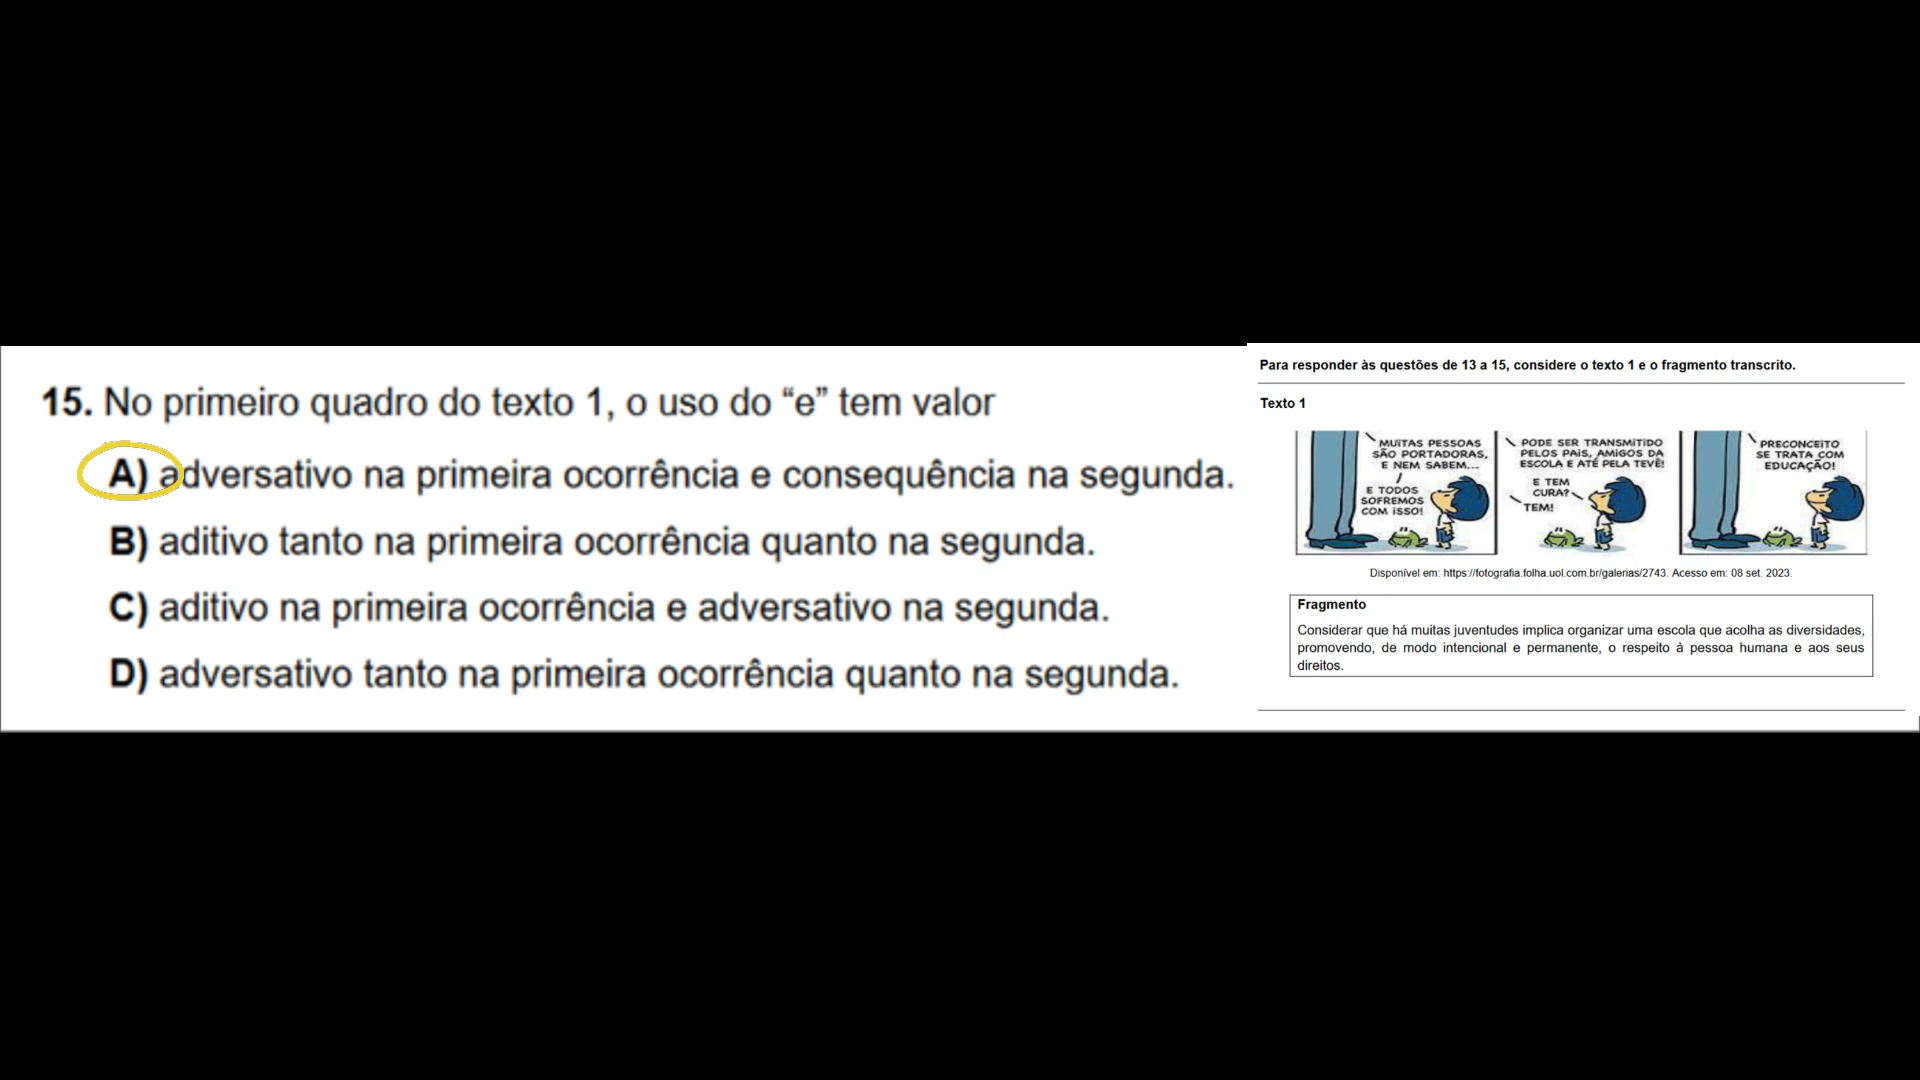 15. No primeiro quadro do texto 1, o uso do “e” tem valor
A) adversativo na primeira ocorrência e consequência na segunda.
B) aditivo tanto na primeira ocorrência quanto na segunda.
C) aditivo na primeira ocorrência e adversativo na segunda.
D) adversativo tanto na primeira ocorrência quanto na segunda.
Para responder às questões de 13 a 15, considere o texto 1 e o fragmento transcrito.
Texto 1
MUITAS PESSOAS
SÃO PORTADORAS,
E NEM SABEM...
E TODOS
SOFREMOS
COM ISSO!
PODE SER TRANSMITIDO
PELOS PAIS, AMIGOS DA
ESCOLA E ATÉ PELA TEVÊ!
E TEM
CURA?
TEM!
PRECONCEITO
SE TRATA COM
EDUCAÇÃO!
Disponível em: https://fotografia.folha.uol.com.br/galerias/2743. Acesso em: 08 set. 2023.
Fragmento
Considerar que há muitas juventudes implica organizar uma escola que acolha as diversidades,
promovendo, de modo intencional e permanente, o respeito à pessoa humana e aos seus
direitos.